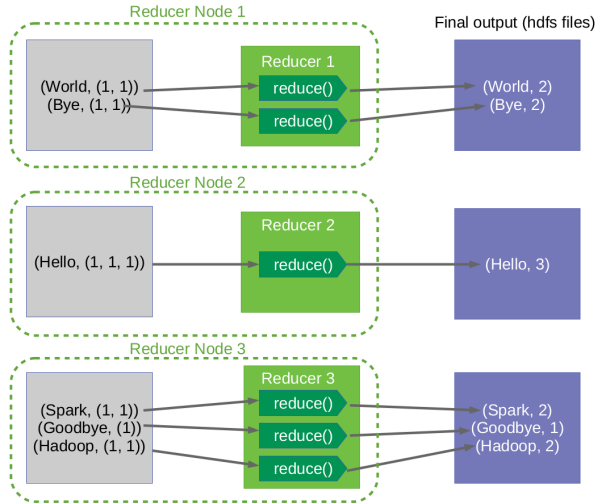 Reducer Node 1
Final output (hdfs files)
Reducer 1
(World, (1, 1))
(Bye, (1, 1))
reduce()
reduce()
(World, 2)
(Bye, 2)
Reducer Node 2
Reducer 2
(Hello, (1, 1, 1))
reduce()
(Hello, 3)
Reducer Node 3
Reducer 3
(Spark, (1, 1))
(Goodbye, (1))
(Hadoop, (1, 1))
reduce()
reduce()
reduce()
(Spark, 2)
(Goodbye, 1)
(Hadoop, 2)